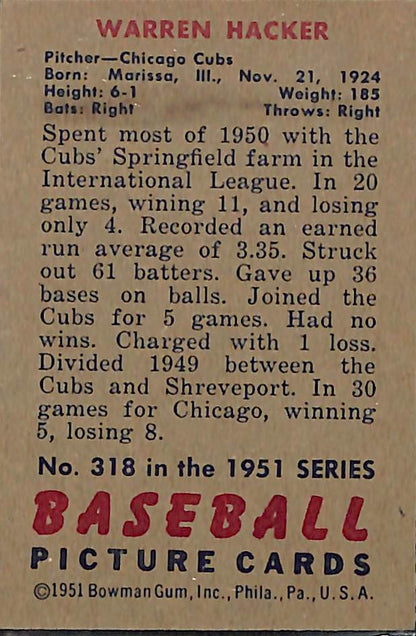 WARREN HACKER
Pitcher—Chicago Cubs
Born: Marissa, Ill., Nov. 21, 1924
Height: 6-1 Weight: 185
Bats: Right Throws: Right
Spent most of 1950 with the
Cubs' Springfield farm in the
International League. In 20
games, wining 11, and losing
only 4. Recorded an earned
run average of 3.35. Struck
out 61 batters. Gave up 36
bases on balls. Joined the
Cubs for 5 games. Had no
wins. Charged with 1 loss.
Divided 1949 between the
Cubs and Shreveport. In 30
games for Chicago, winning
5, losing 8.
No. 318 in the 1951 SERIES
BASEBALL
PICTURE CARDS
©1951 Bowman Gum, Inc., Phila., Pa., U.S.A.